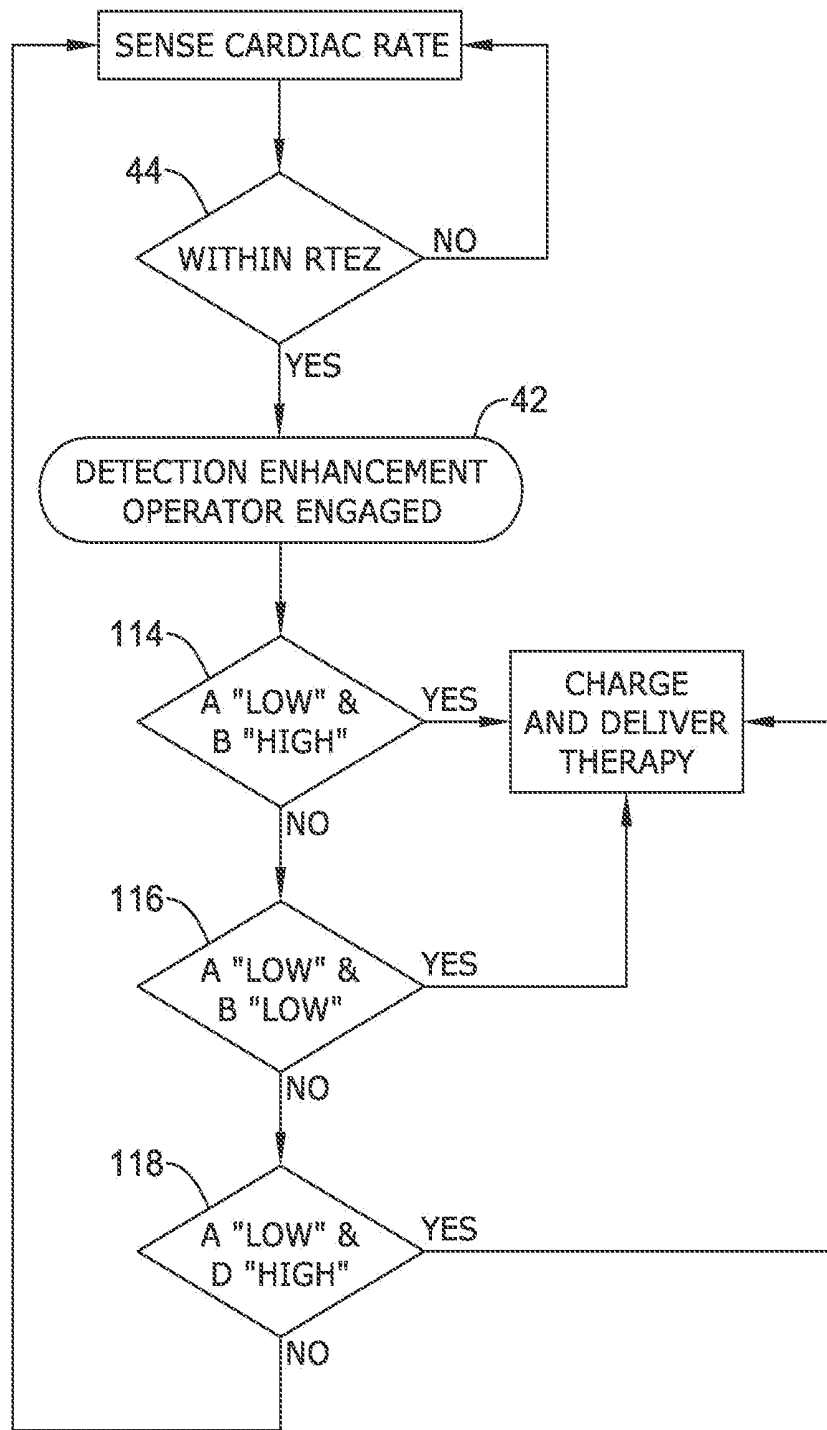 SENSE CARDIAC RATE
44
WITHIN RTEZ
NO
YES
42
DETECTION ENHANCEMENT
OPERATOR ENGAGED
114
A "LOW" &
B "HIGH"
YES
CHARGE
AND DELIVER
THERAPY
NO
116
A "LOW" &
B "LOW"
YES
NO
118
A "LOW" &
D "HIGH"
YES
NO